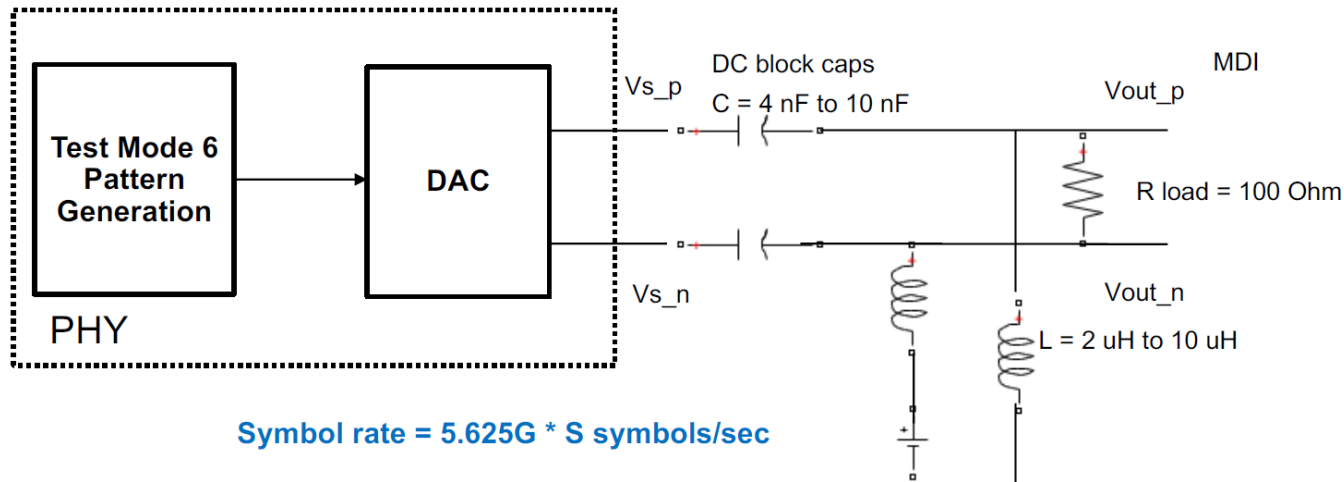 Test Mode 6
Pattern
Generation
DAC
PHY
Vs_p
Vs_n
DC block caps
C = 4 nF to 10 nF
MDI
Vout_p
R load = 100 Ohm
Vout_n
L = 2 uH to 10 uH
+
Symbol rate = 5.625G * S symbols/sec